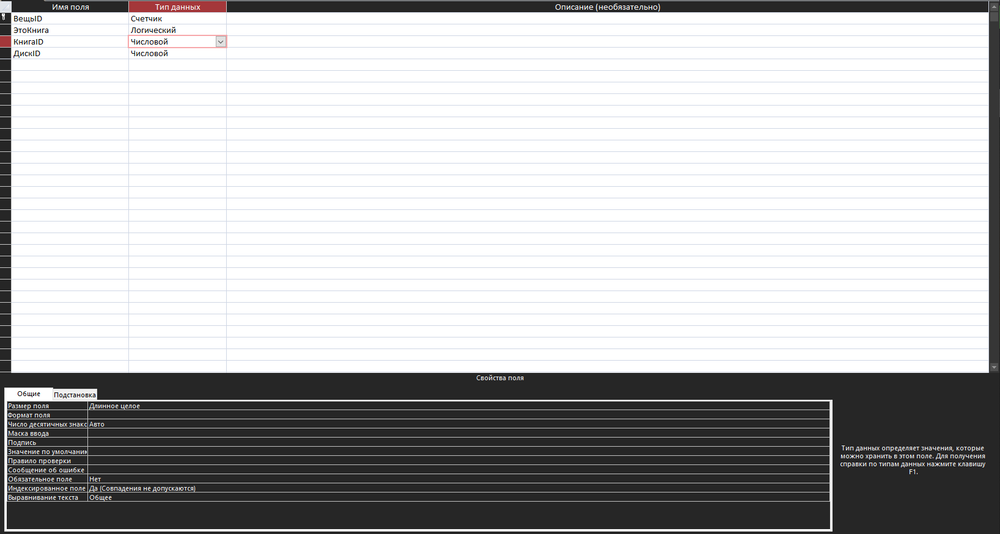 Имя поля Тип данных Описание (необязательно)
ВещьID Счетчик
ЭтоКнига Логический
КнигаID Числовой
ДискID Числовой
Свойства поля
Общие Подстановка
Размер поля Длинное целое
Формат поля
Число десятичных знакс Авто
Маска ввода
Подпись
Значение по умолчани
Правило проверки
Сообщение об ошибке
Обязательное поле Нет
Индексированное поле Да (Совпадения не допускаются)
Выравнивание текста Общее
Тип данных определяет значения, которые
можно хранить в этом поле. Для получения
справки по типам данных нажмите клавишу
F1.